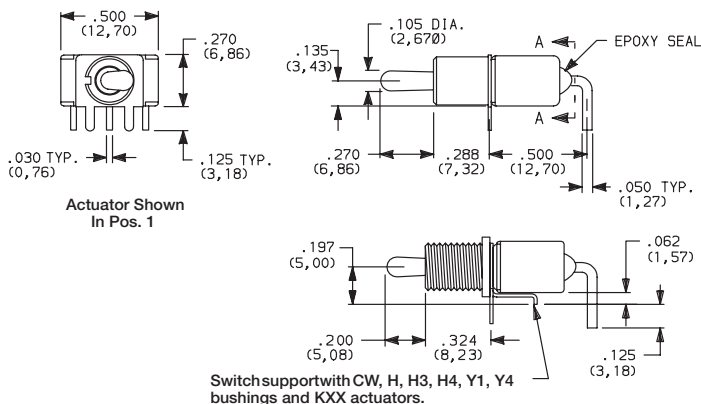 .500
(12,70)
.270
(6,86)
.030 TYP.
(0,76)
.125 TYP.
(3,18)
Actuator Shown
In Pos. 1
.105 DIA.
(2,67Ø)
.135
(3,43)
A
A
EPOXY SEAL
.270
(6,86)
.288
(7,32)
.500
(12,70)
.050 TYP.
(1,27)
.197
(5,00)
.062
(1,57)
.200
(5,08)
.324
(8,23)
.125
(3,18)
Switch support with CW, H, H3, H4, Y1, Y4
bushings and KXX actuators.